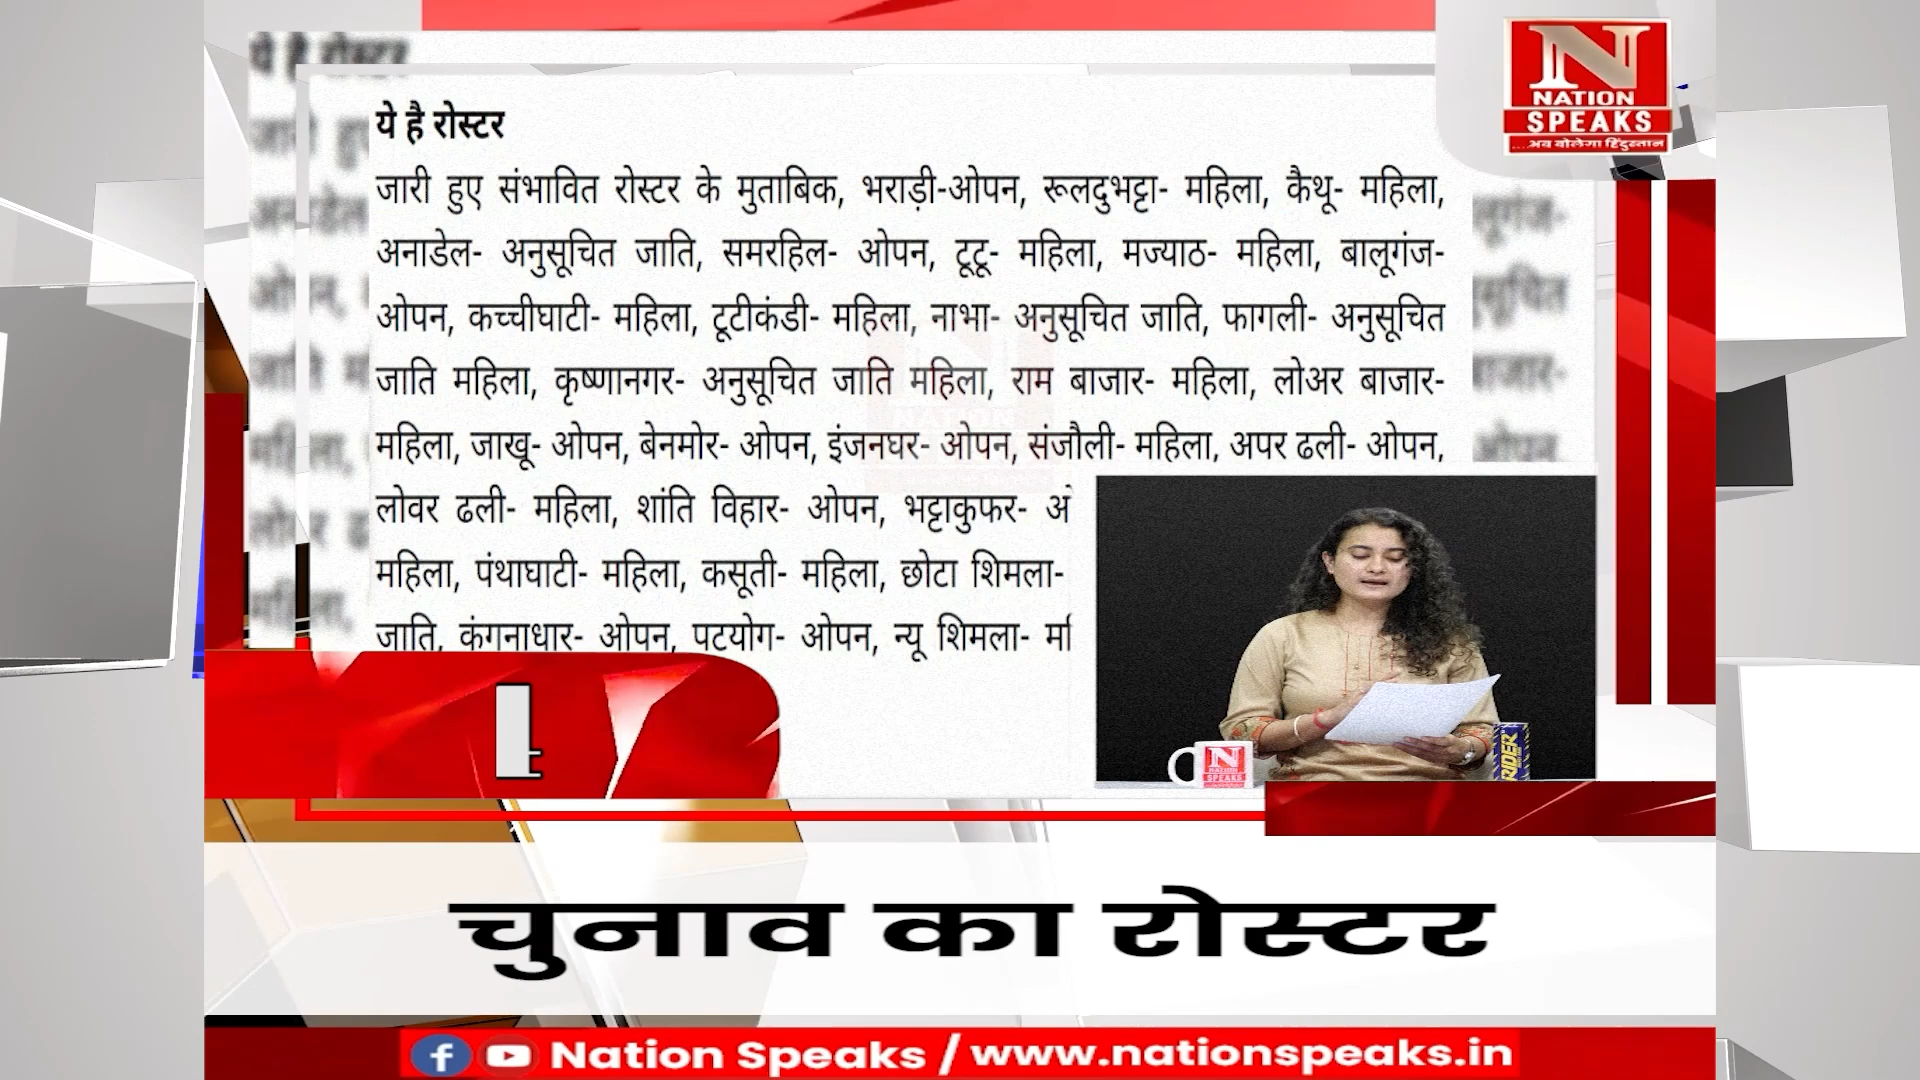 ये है रोस्टर
जारी हुए संभावित रोस्टर के मुताबिक, भराड़ी-ओपन, रूलदुभट्टा- महिला, कैथू- महिला,
अनाडेल- अनुसूचित जाति, समरहिल- ओपन, टूटू- महिला, मज्याठ- महिला, बालूगंज-
ओपन, कच्चीघाटी- महिला, टूटीकंडी- महिला, नाभा- अनुसूचित जाति, फागली- अनुसूचित
जाति महिला, कृष्णानगर- अनुसूचित जाति महिला, राम बाजार- महिला, लोअर बाजार-
महिला, जाखू- ओपन, बेनमोर- ओपन, इंजनघर- ओपन, संजौली- महिला, अपर ढली- ओपन,
लोवर ढली- महिला, शांति विहार- ओपन, भट्टाकुफर-
महिला, पंथाघाटी- महिला, कसूती- महिला, छोटा शिमला-
जाति, कंगनाधार- ओपन, पटयोग- ओपन, न्यू शिमला-
N
NATION
SPEAKS
...अब बोलेगा हिंदुस्तान
N
NATION
SPEAKS
RIDER
चुनाव का रोस्टर
Nation Speaks / www.nationspeaks.in